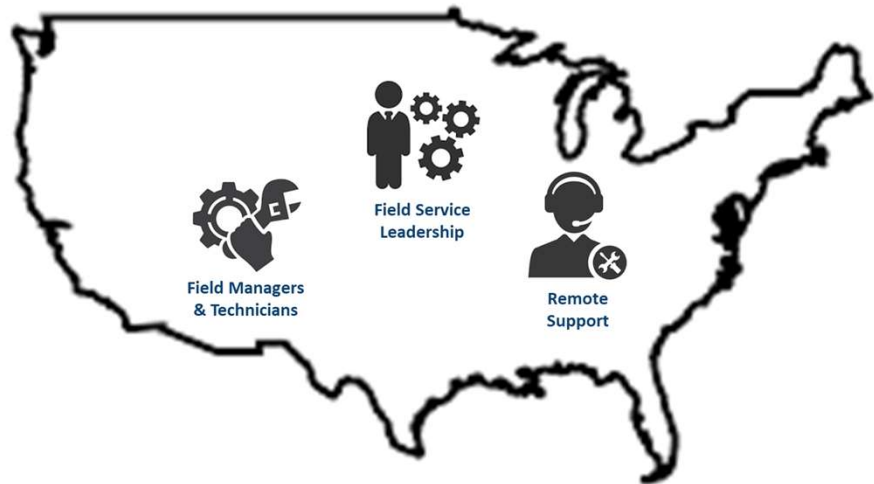 Field Service
Leadership
Field Managers
& Technicians
Remote
Support